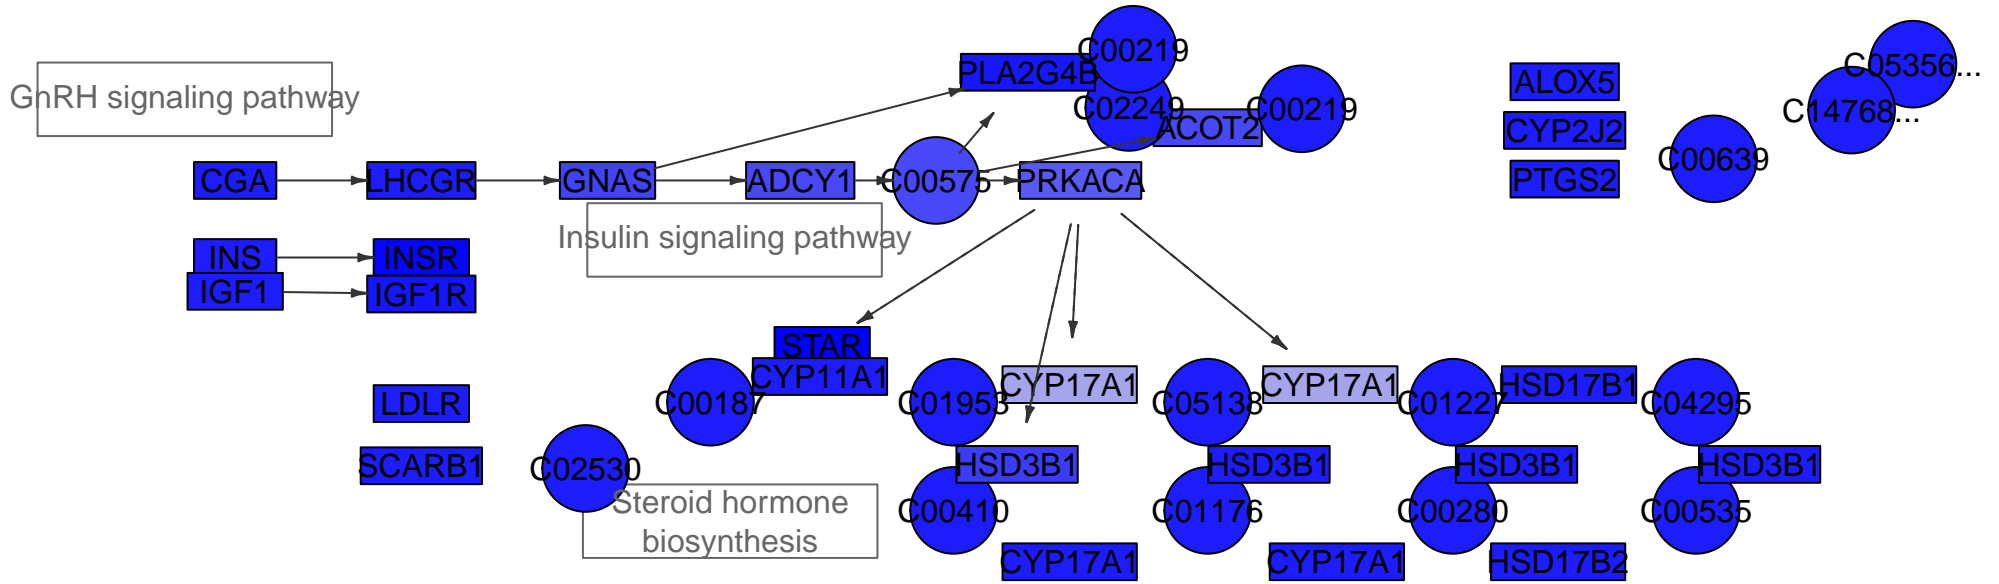 C00219
C05356...
PLA2G4B
ALOX5
GnRH signaling pathway
C02249
C00219
C14768...
ACOT2
CYP2J2
C00639
CGA
LHCGR
GNAS
ADCY1
C00575
PRKACA
PTGS2
Insulin signaling pathway
INS
INSR
IGF1
IGF1R
STAR
CYP11A1
CYP17A1
CYP17A1
HSD17B1
LDLR
C00187
C01953
C05138
C01227
C04295
SCARB1
C02530
HSD3B1
HSD3B1
HSD3B1
HSD3B1
Steroid hormone
biosynthesis
C00410
C01176
C00280
C00535
CYP17A1
CYP17A1
HSD17B2